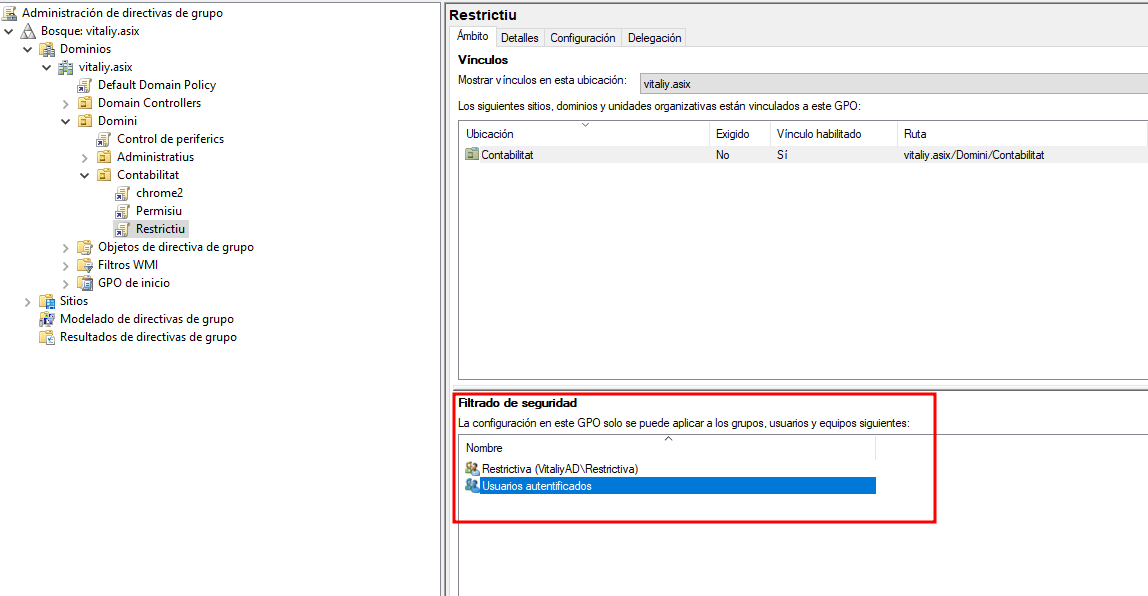 Administración de directivas de grupo
Bosque: vitaliy.asix
Dominios
vitaliy.asix
Default Domain Policy
Domain Controllers
Domini
Control de periferics
Administratius
Contabilitat
chrome2
Permisiu
Restrictiu
Objetos de directiva de grupo
Filtros WMI
GPO de inicio
Sitios
Modelado de directivas de grupo
Resultados de directivas de grupo
Restrictiu
Ámbito Detalles Configuración Delegación
Vínculos
Mostrar vínculos en esta ubicación: vitaliy.asix
Los siguientes sitios, dominios y unidades organizativas están vinculados a este GPO:
Ubicación Exigido Vínculo habilitado Ruta
Contabilitat No Sí vitaliy.asix/Domini/Contabilitat
Filtrado de seguridad
La configuración en este GPO solo se puede aplicar a los grupos, usuarios y equipos siguientes:
Nombre
Restrictiva (VitaliyAD\Restrictiva)
Usuarios autentificados